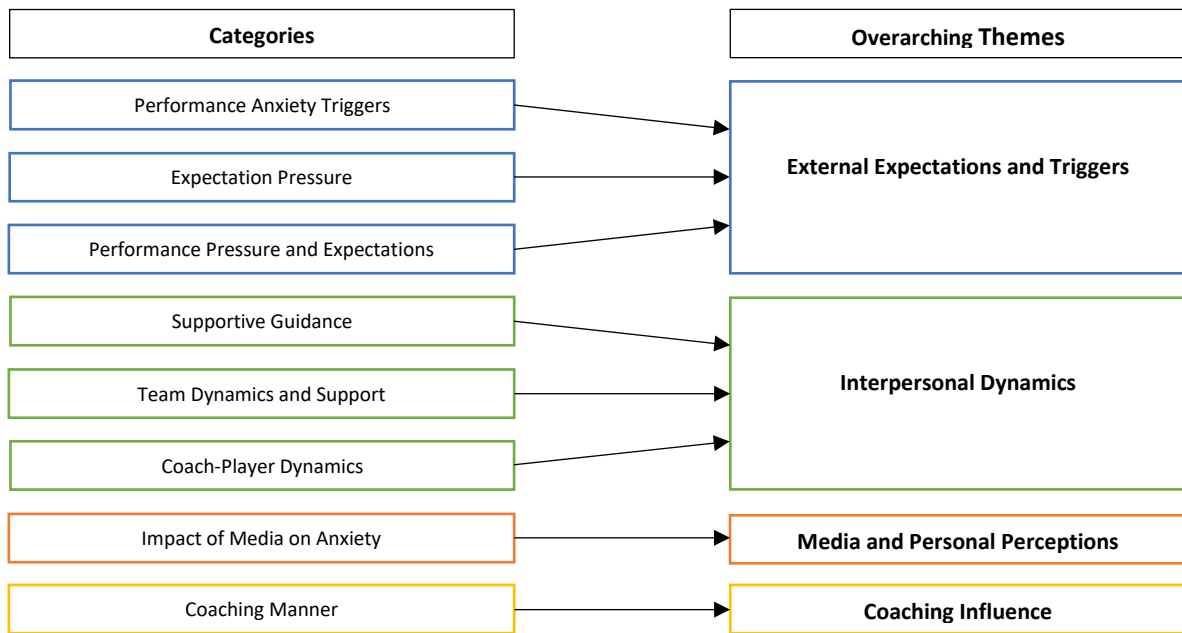 Categories
Overarching Themes
Performance Anxiety Triggers
Expectation Pressure
Performance Pressure and Expectations
External Expectations and Triggers
Supportive Guidance
Team Dynamics and Support
Coach-Player Dynamics
Interpersonal Dynamics
Impact of Media on Anxiety
Media and Personal Perceptions
Coaching Manner
Coaching Influence